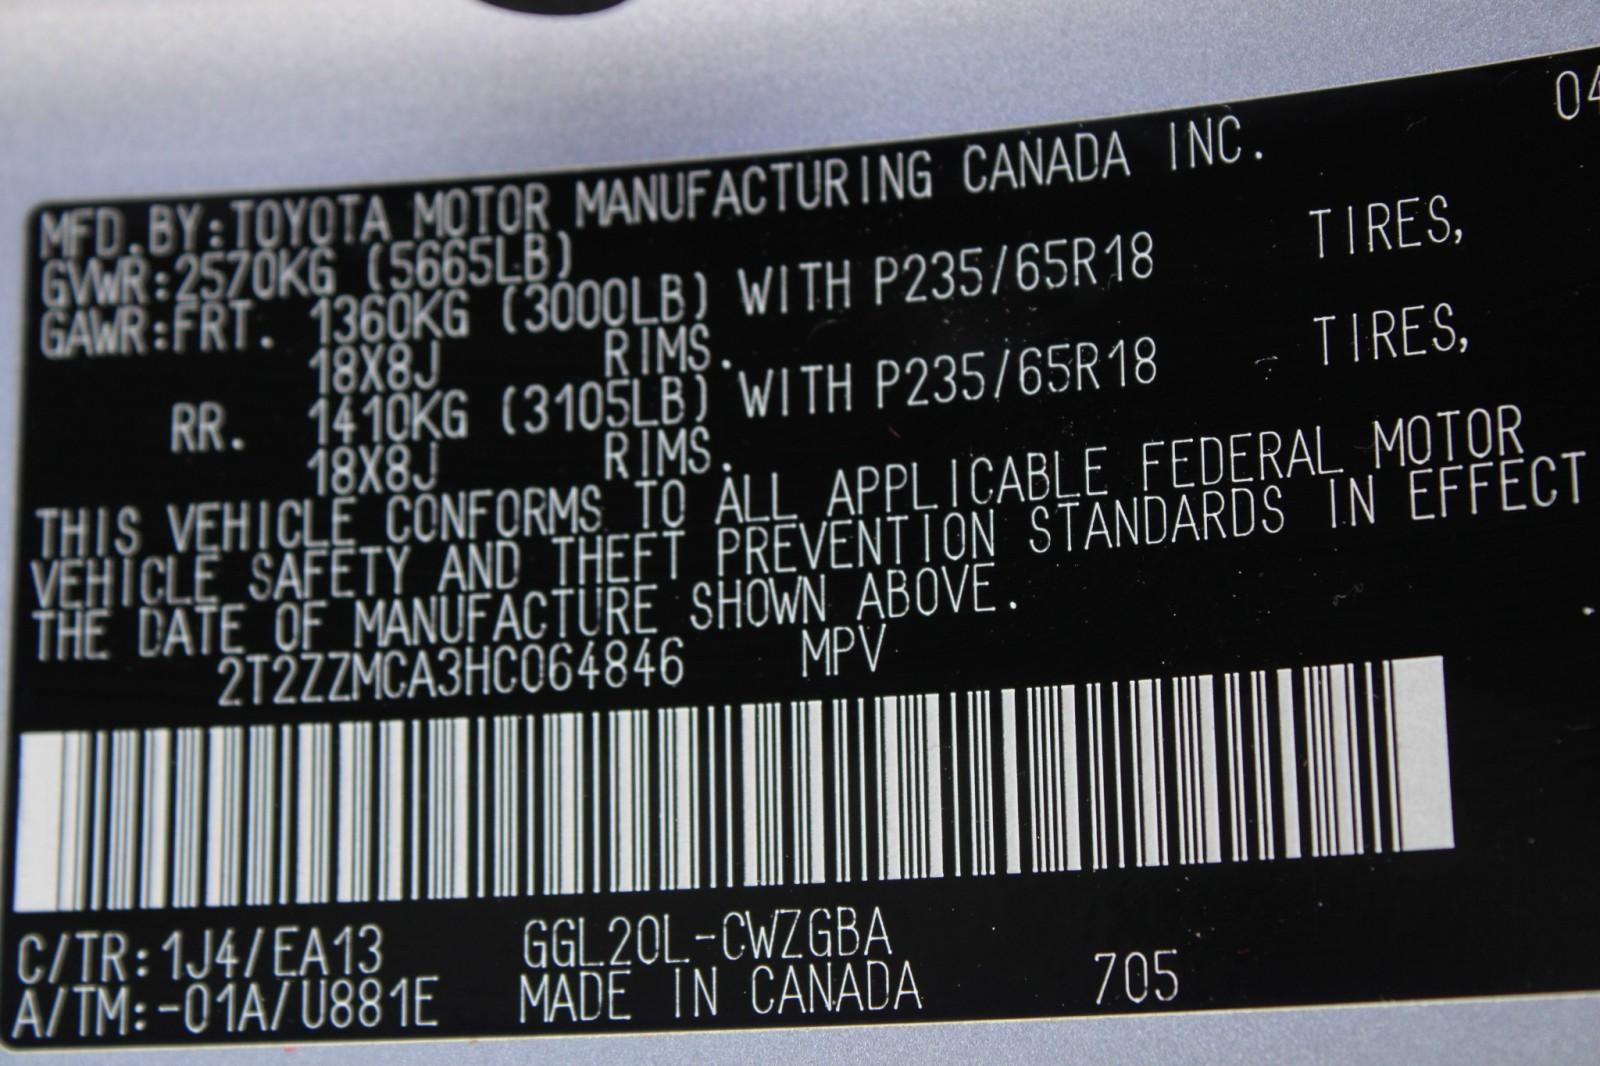 04
MFD.BY:TOYOTA MOTOR MANUFACTURING CANADA INC.
GVWR:2570KG (5665LB)
GAWR:FRT. 1360KG (3000LB) WITH P235/65R18 TIRES,
18X8J RIMS.
RR. 1410KG (3105LB) WITH P235/65R18 TIRES,
18X8J RIMS.
THIS VEHICLE CONFORMS TO ALL APPLICABLE FEDERAL MOTOR
VEHICLE SAFETY AND THEFT PREVENTION STANDARDS IN EFFECT
THE DATE OF MANUFACTURE SHOWN ABOVE.
2T2ZZMCA3HC064846 MPV
C/TR:1J4/EA13 GGL20L-CWZGBA
A/TM:-01A/U881E MADE IN CANADA 705